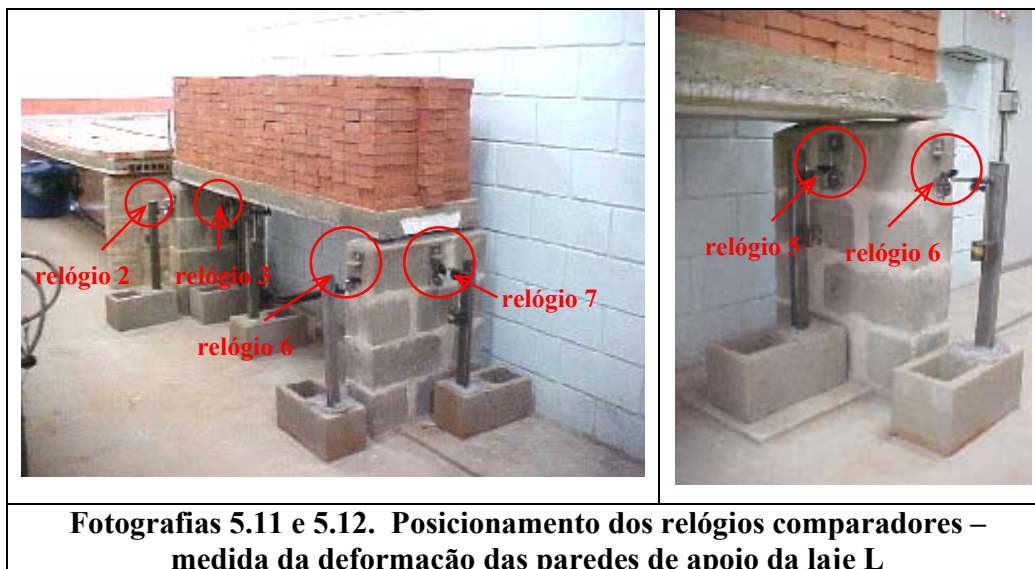 relógio 2
relógio 3
relógio 6
relógio 7
relógio 5
relógio 6
Fotografias 5.11 e 5.12. Posicionamento dos relógios comparadores –
medida da deformação das paredes de apoio da laje L